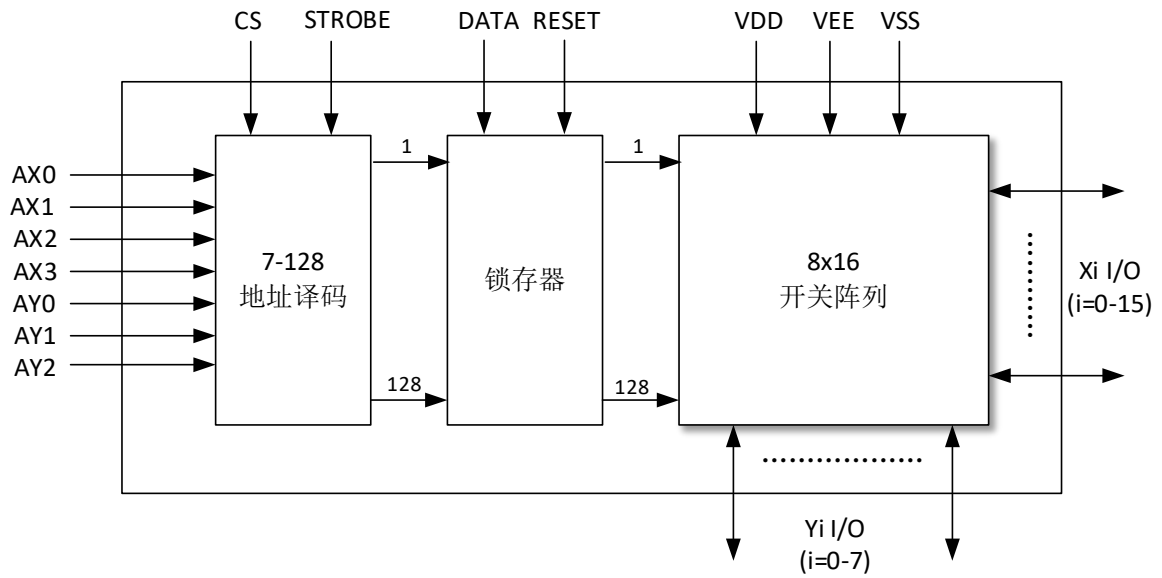 CS STROBE DATA RESET VDD VEE VSS
AX0
AX1
AX2
AX3
AY0
AY1
AY2
7-128
地址译码
1
128
锁存器
1
128
8x16
开关阵列
Xi I/O
(i=0-15)
Yi I/O
(i=0-7)